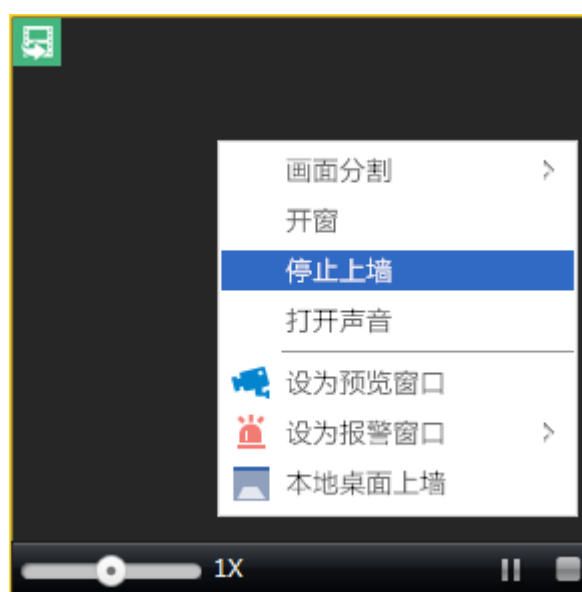 画面分割
开窗
停止上墙
打开声音
设为预览窗口
设为报警窗口
本地桌面上墙
1X